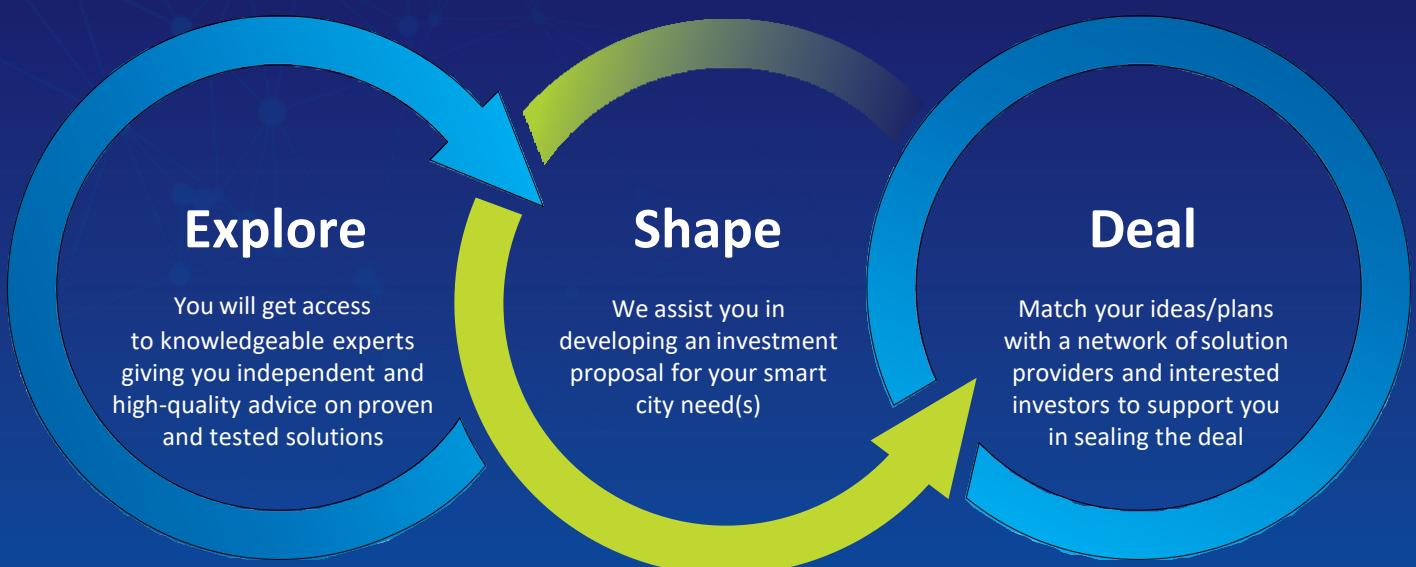 Explore
You will get access
to knowledgeable experts
giving you independent and
high-quality advice on proven
and tested solutions
Shape
We assist you in
developing an investment
proposal for your smart
city need(s)
Deal
Match your ideas/plans
with a network of solution
providers and interested
investors to support you
in sealing the deal